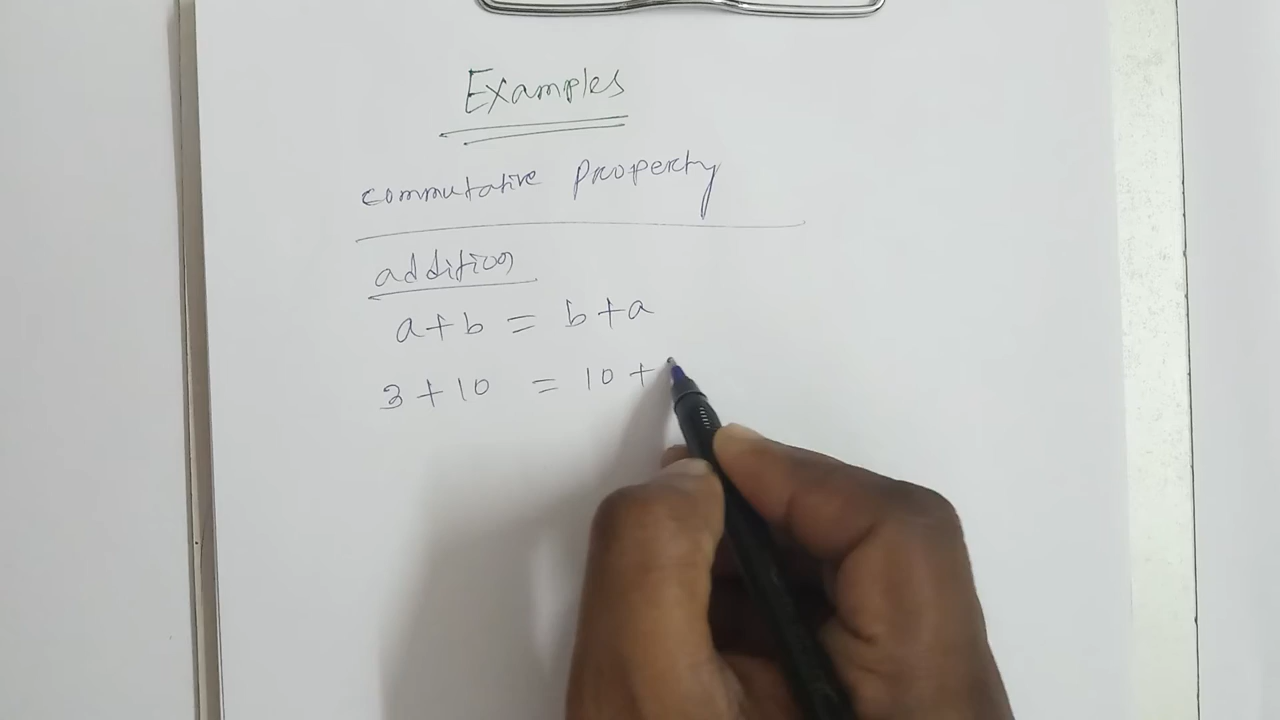 Examples
commutative property
addition
a+b = b+a
3+10 = 10+